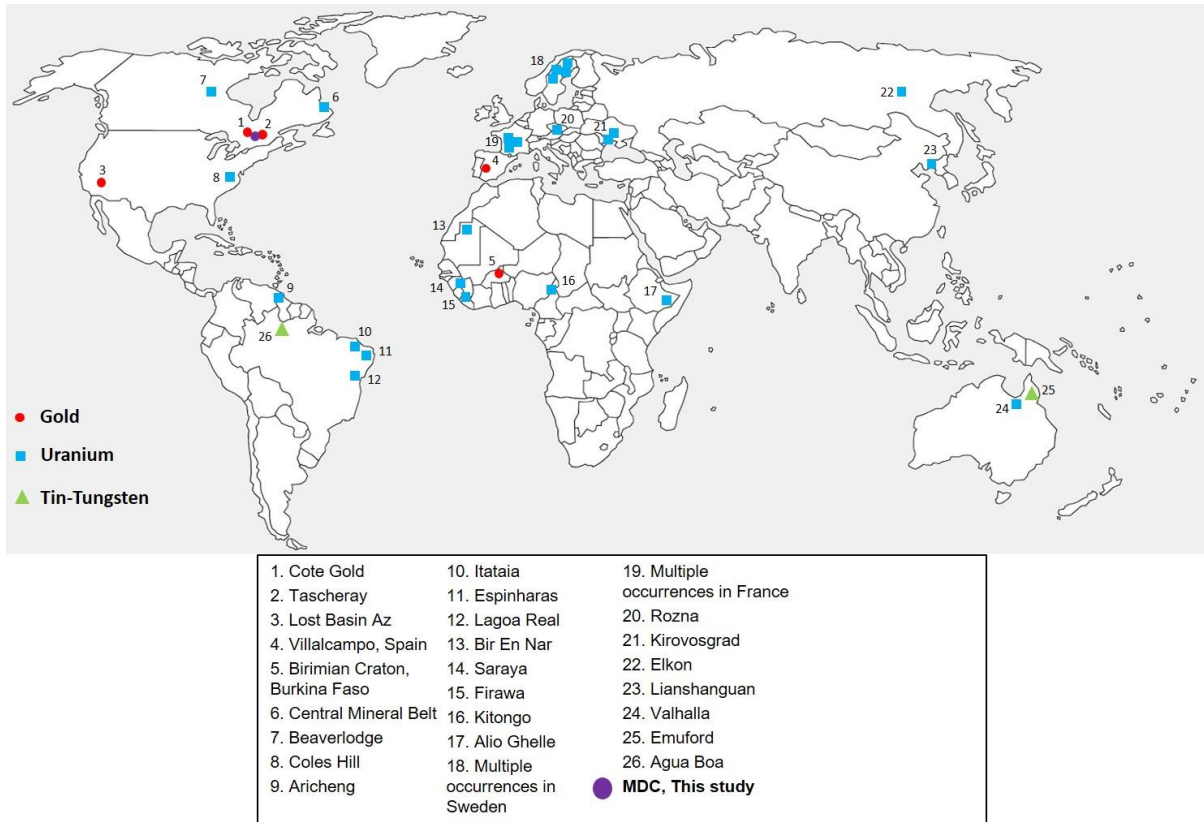 18
7
22
6
1
2
20
21
19
23
3
8
4
13
5
14
16
9
15
17
26
10
11
12
25
24
Gold
Uranium
Tin-Tungsten
1. Cote Gold
2. Tascheray
3. Lost Basin Az
4. Villalcampo, Spain
5. Birimian Craton,
Burkina Faso
6. Central Mineral Belt
7. Beaverlodge
8. Coles Hill
9. Aricheng
10. Itataia
11. Espinharas
12. Lagoa Real
13. Bir En Nar
14. Saraya
15. Firawa
16. Kitongo
17. Alio Ghelle
18. Multiple
occurrences in
Sweden
19. Multiple
occurrences in France
20. Rozna
21. Kirovosgrad
22. Elkon
23. Lianshanguan
24. Valhalla
25. Emuford
26. Agua Boa
MDC, This study